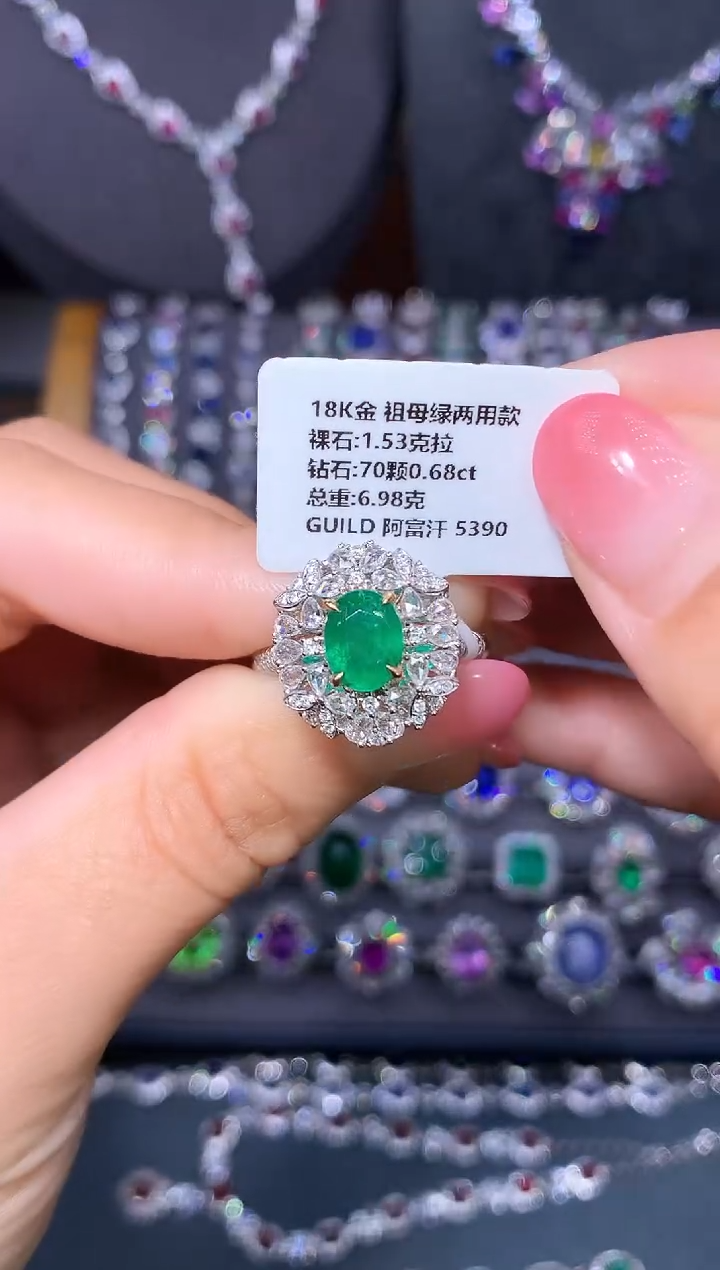 18K金 祖母绿两用款
裸石:1.53克拉
钻石:70颗0.68ct
总重:6.98克
GUILD 阿富汗 5390